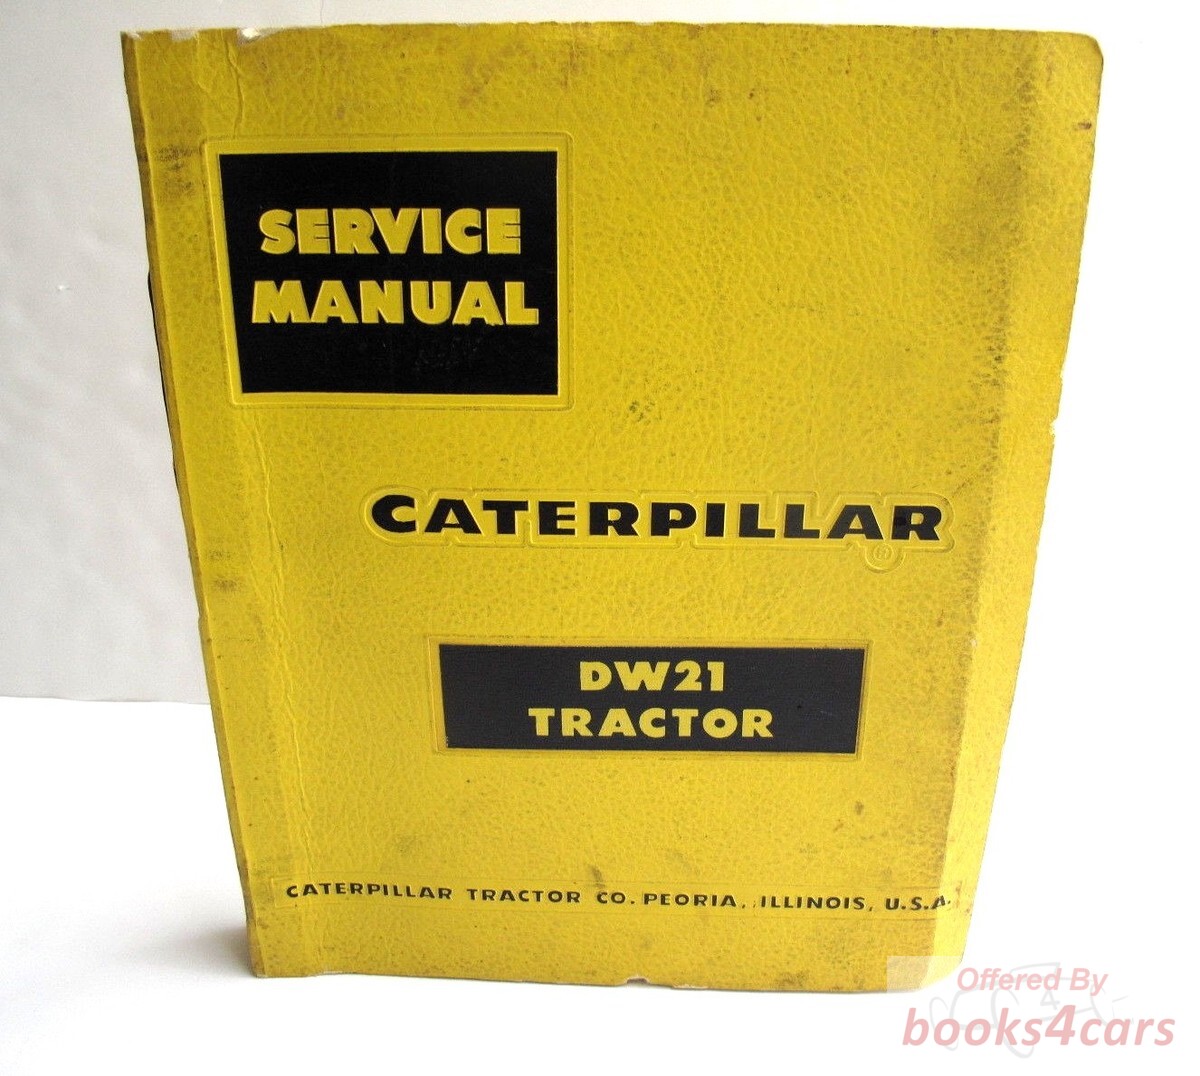 SERVICE
MANUAL
CATERPILLAR
®
DW21
TRACTOR
CATERPILLAR TRACTOR CO. PEORIA, ILLINOIS, U.S.A.
Offered By
books4cars